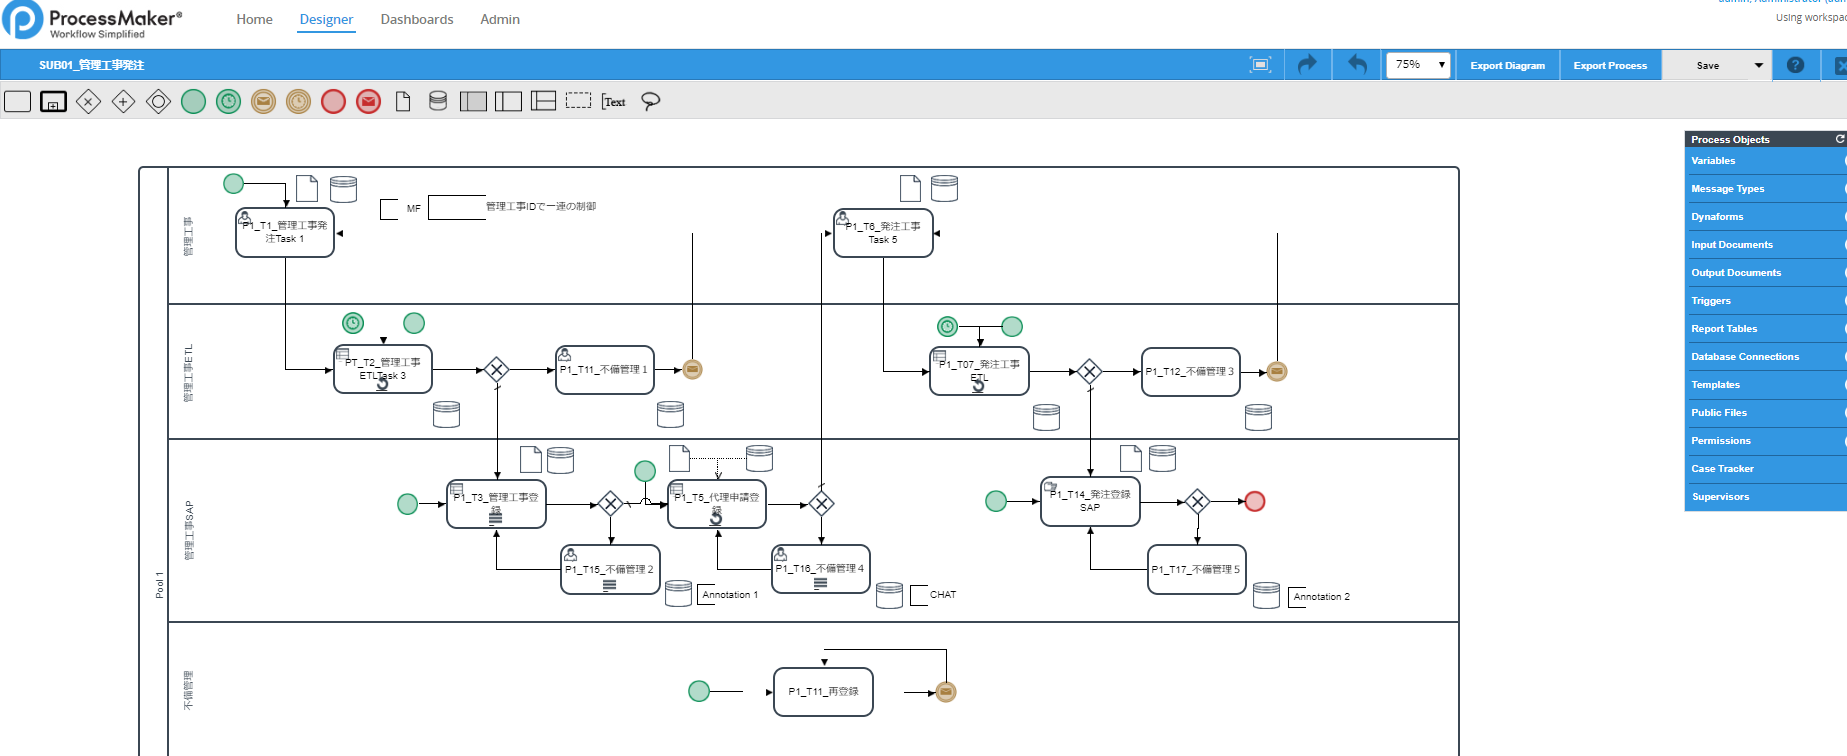 ProcessMaker®
Workflow Simplified
Home
Designer
Dashboards
Admin
admin, Administrator (adm
Using workspac
SUB01_管理工事発注
75%
Export Diagram
Export Process
Save
?
Text
Process Objects
Variables
Message Types
Dynaforms
Input Documents
Output Documents
Triggers
Report Tables
Database Connections
Templates
Public Files
Permissions
Case Tracker
Supervisors
Pool 1
管理工事
P1_T1_管理工事発
注Task 1
MF
管理工事IDで一連の制御
P1_T6_発注工事
Task 5
管理工事ETL
PT_T2_管理工事
ETLTask 3
P1_T11_不備管理 1
P1_T07_発注工事
ETL
P1_T12_不備管理 3
管理工事SAP
P1_T3_管理工事登
録
P1_T5_代理申請登
録
P1_T14_発注登録
SAP
P1_T15_不備管理 2
Annotation 1
P1_T16_不備管理 4
CHAT
P1_T17_不備管理 5
Annotation 2
不備管理
P1_T11_再登録